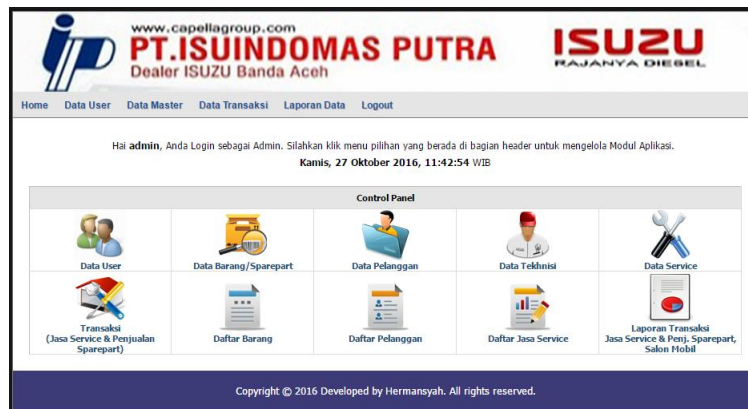 www.capellagroup.com
PT.ISUINDOMAS PUTRA
Dealer ISUZU Banda Aceh
ISUZU
RAJANYA DIESEL
Home Data User Data Master Data Transaksi Laporan Data Logout
Hai admin, Anda Login sebagai Admin. Silahkan klik menu pilihan yang berada di bagian header untuk mengelola Modul Aplikasi.
Kamis, 27 Oktober 2016, 11:42:54 WIB
Control Panel
Data User
Data Barang/Sparepart
Data Pelanggan
Data Tekhnisi
Data Service
Transaksi
(Jasa Service & Penjualan
Sparepart)
Daftar Barang
Daftar Pelanggan
Daftar Jasa Service
Laporan Transaksi
Jasa Service & Penj. Sparepart,
Salon Mobil
Copyright © 2016 Developed by Hermansyah. All rights reserved.